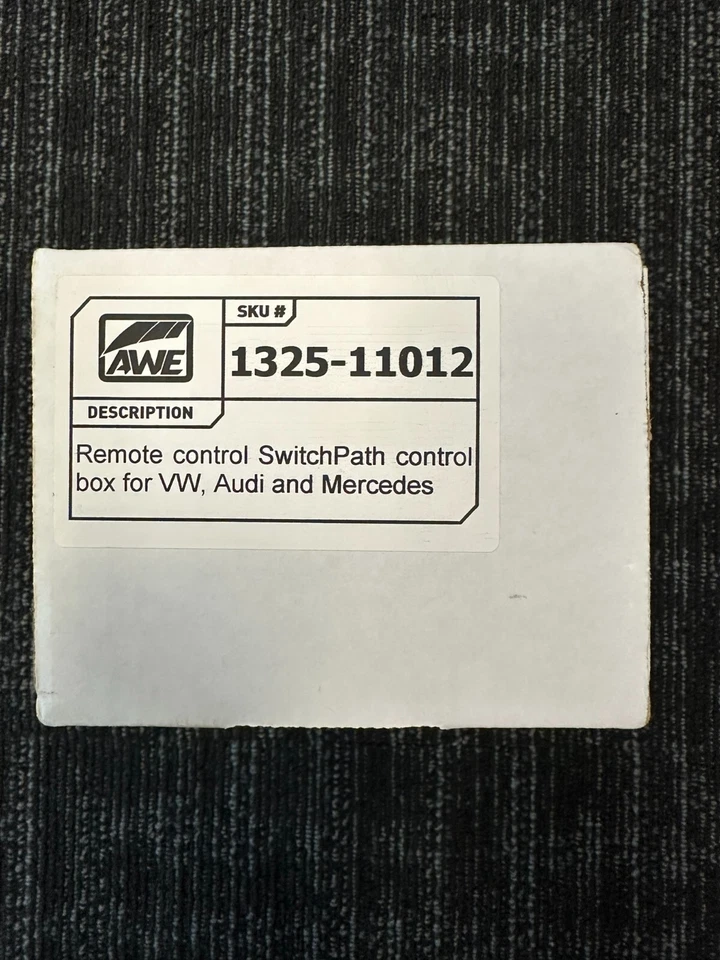 AWE
SKU #
1325-11012
DESCRIPTION
Remote control SwitchPath control
box for VW, Audi and Mercedes